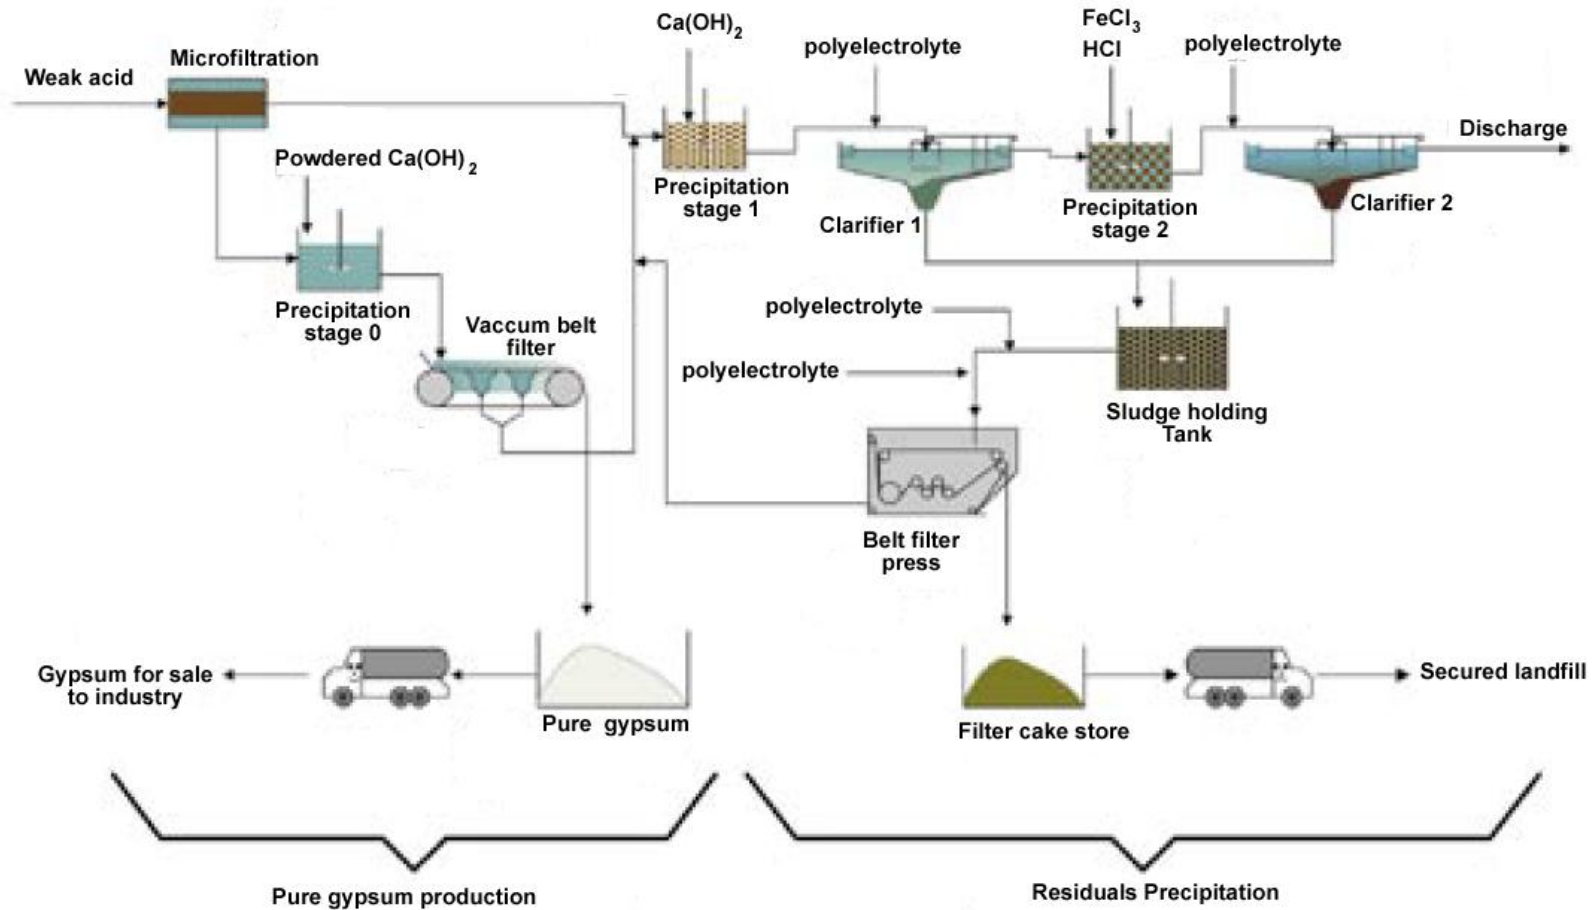 Ca(OH)2
FeCl3
HCl
polyelectrolyte
polyelectrolyte
Weak acid
Microfiltration
Discharge
Powdered Ca(OH)2
Precipitation
stage 1
Clarifier 1
Precipitation
stage 2
Clarifier 2
Precipitation
stage 0
Vaccum belt
filter
polyelectrolyte
polyelectrolyte
Sludge holding
Tank
Belt filter
press
Gypsum for sale
to industry
Pure gypsum
Filter cake store
Secured landfill
Pure gypsum production
Residuals Precipitation